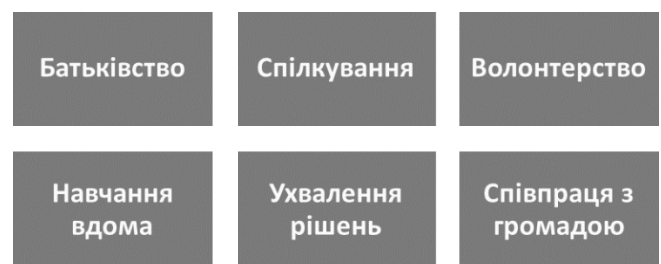 Батьківство
Спілкування
Волонтерство
Навчання
вдома
Ухвалення
рішень
Співпраця з
громадою